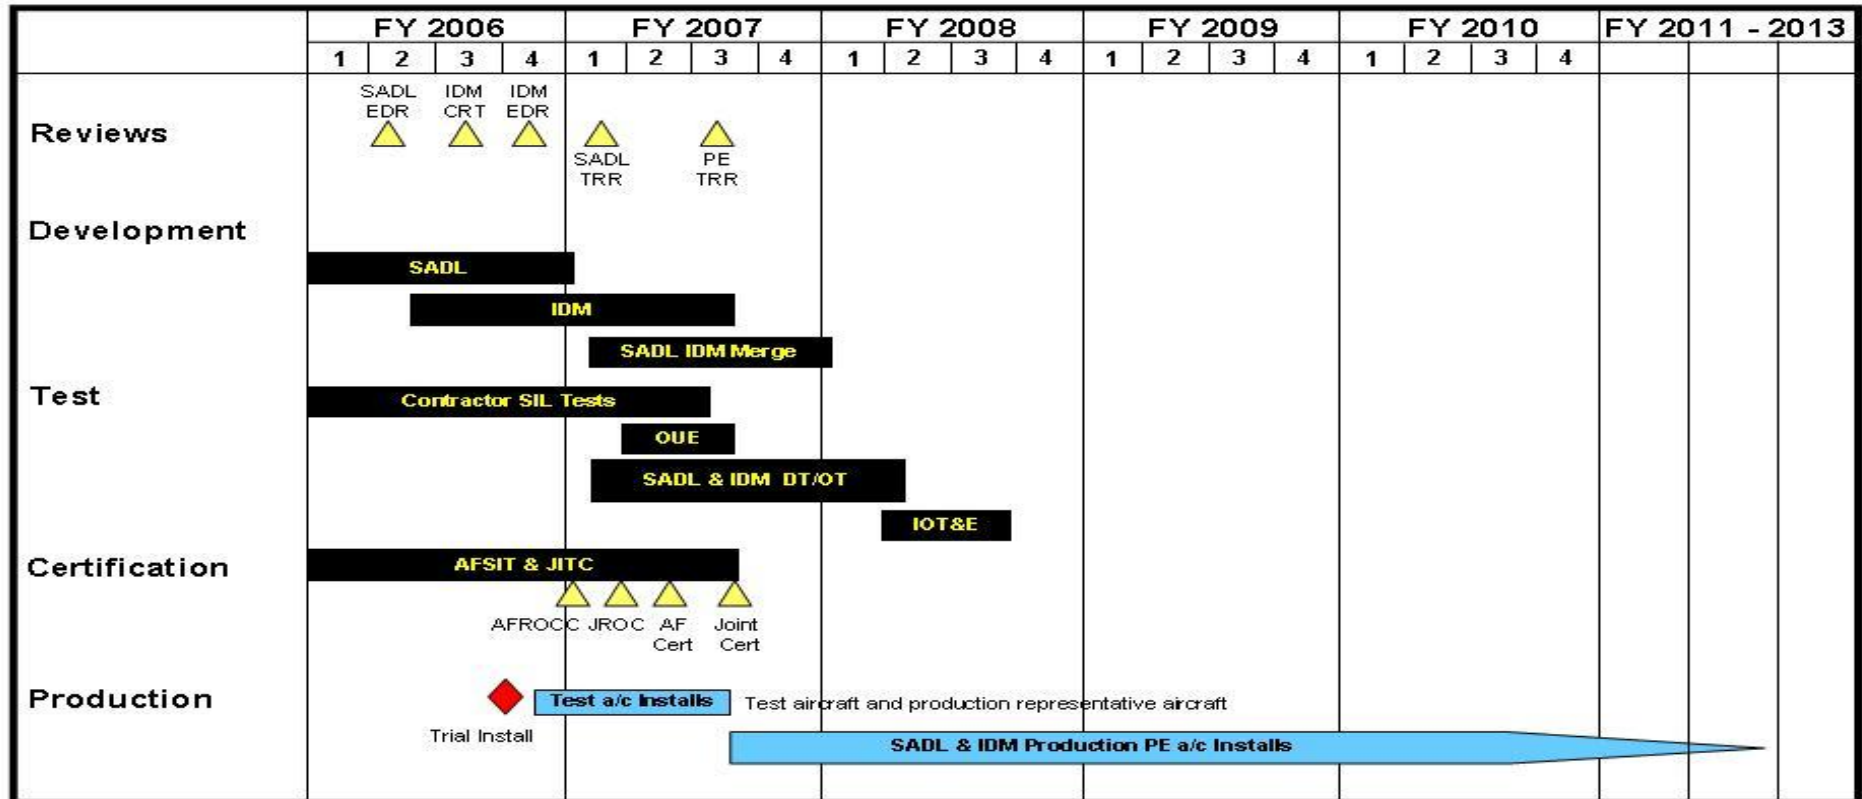 FY 2006 FY 2007 FY 2008 FY 2009 FY 2010 FY 2011 - 2013
1 2 3 4 1 2 3 4 1 2 3 4 1 2 3 4 1 2 3 4
SADL IDM IDM
EDR CRT EDR
Reviews
SADL PE
TRR TRR
Development
SADL
IDM
SADL IDM Merge
Test
Contractor SIL Tests
OUE
SADL & IDM DT/OT
IOT&E
Certification
AFSIT & JITC
AFROCC JROC AF Joint
Cert Cert
Production
Test a/c Installs Test aircraft and production representative aircraft
Trial Install
SADL & IDM Production PE a/c Installs